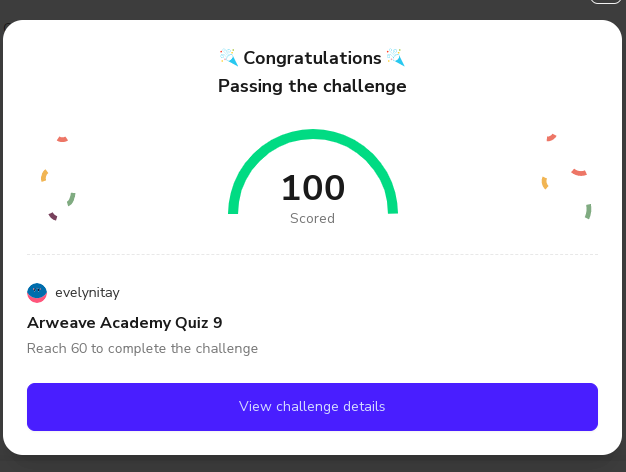 Congratulations
Passing the challenge
100
Scored
evelynitay
Arweave Academy Quiz 9
Reach 60 to complete the challenge
View challenge details